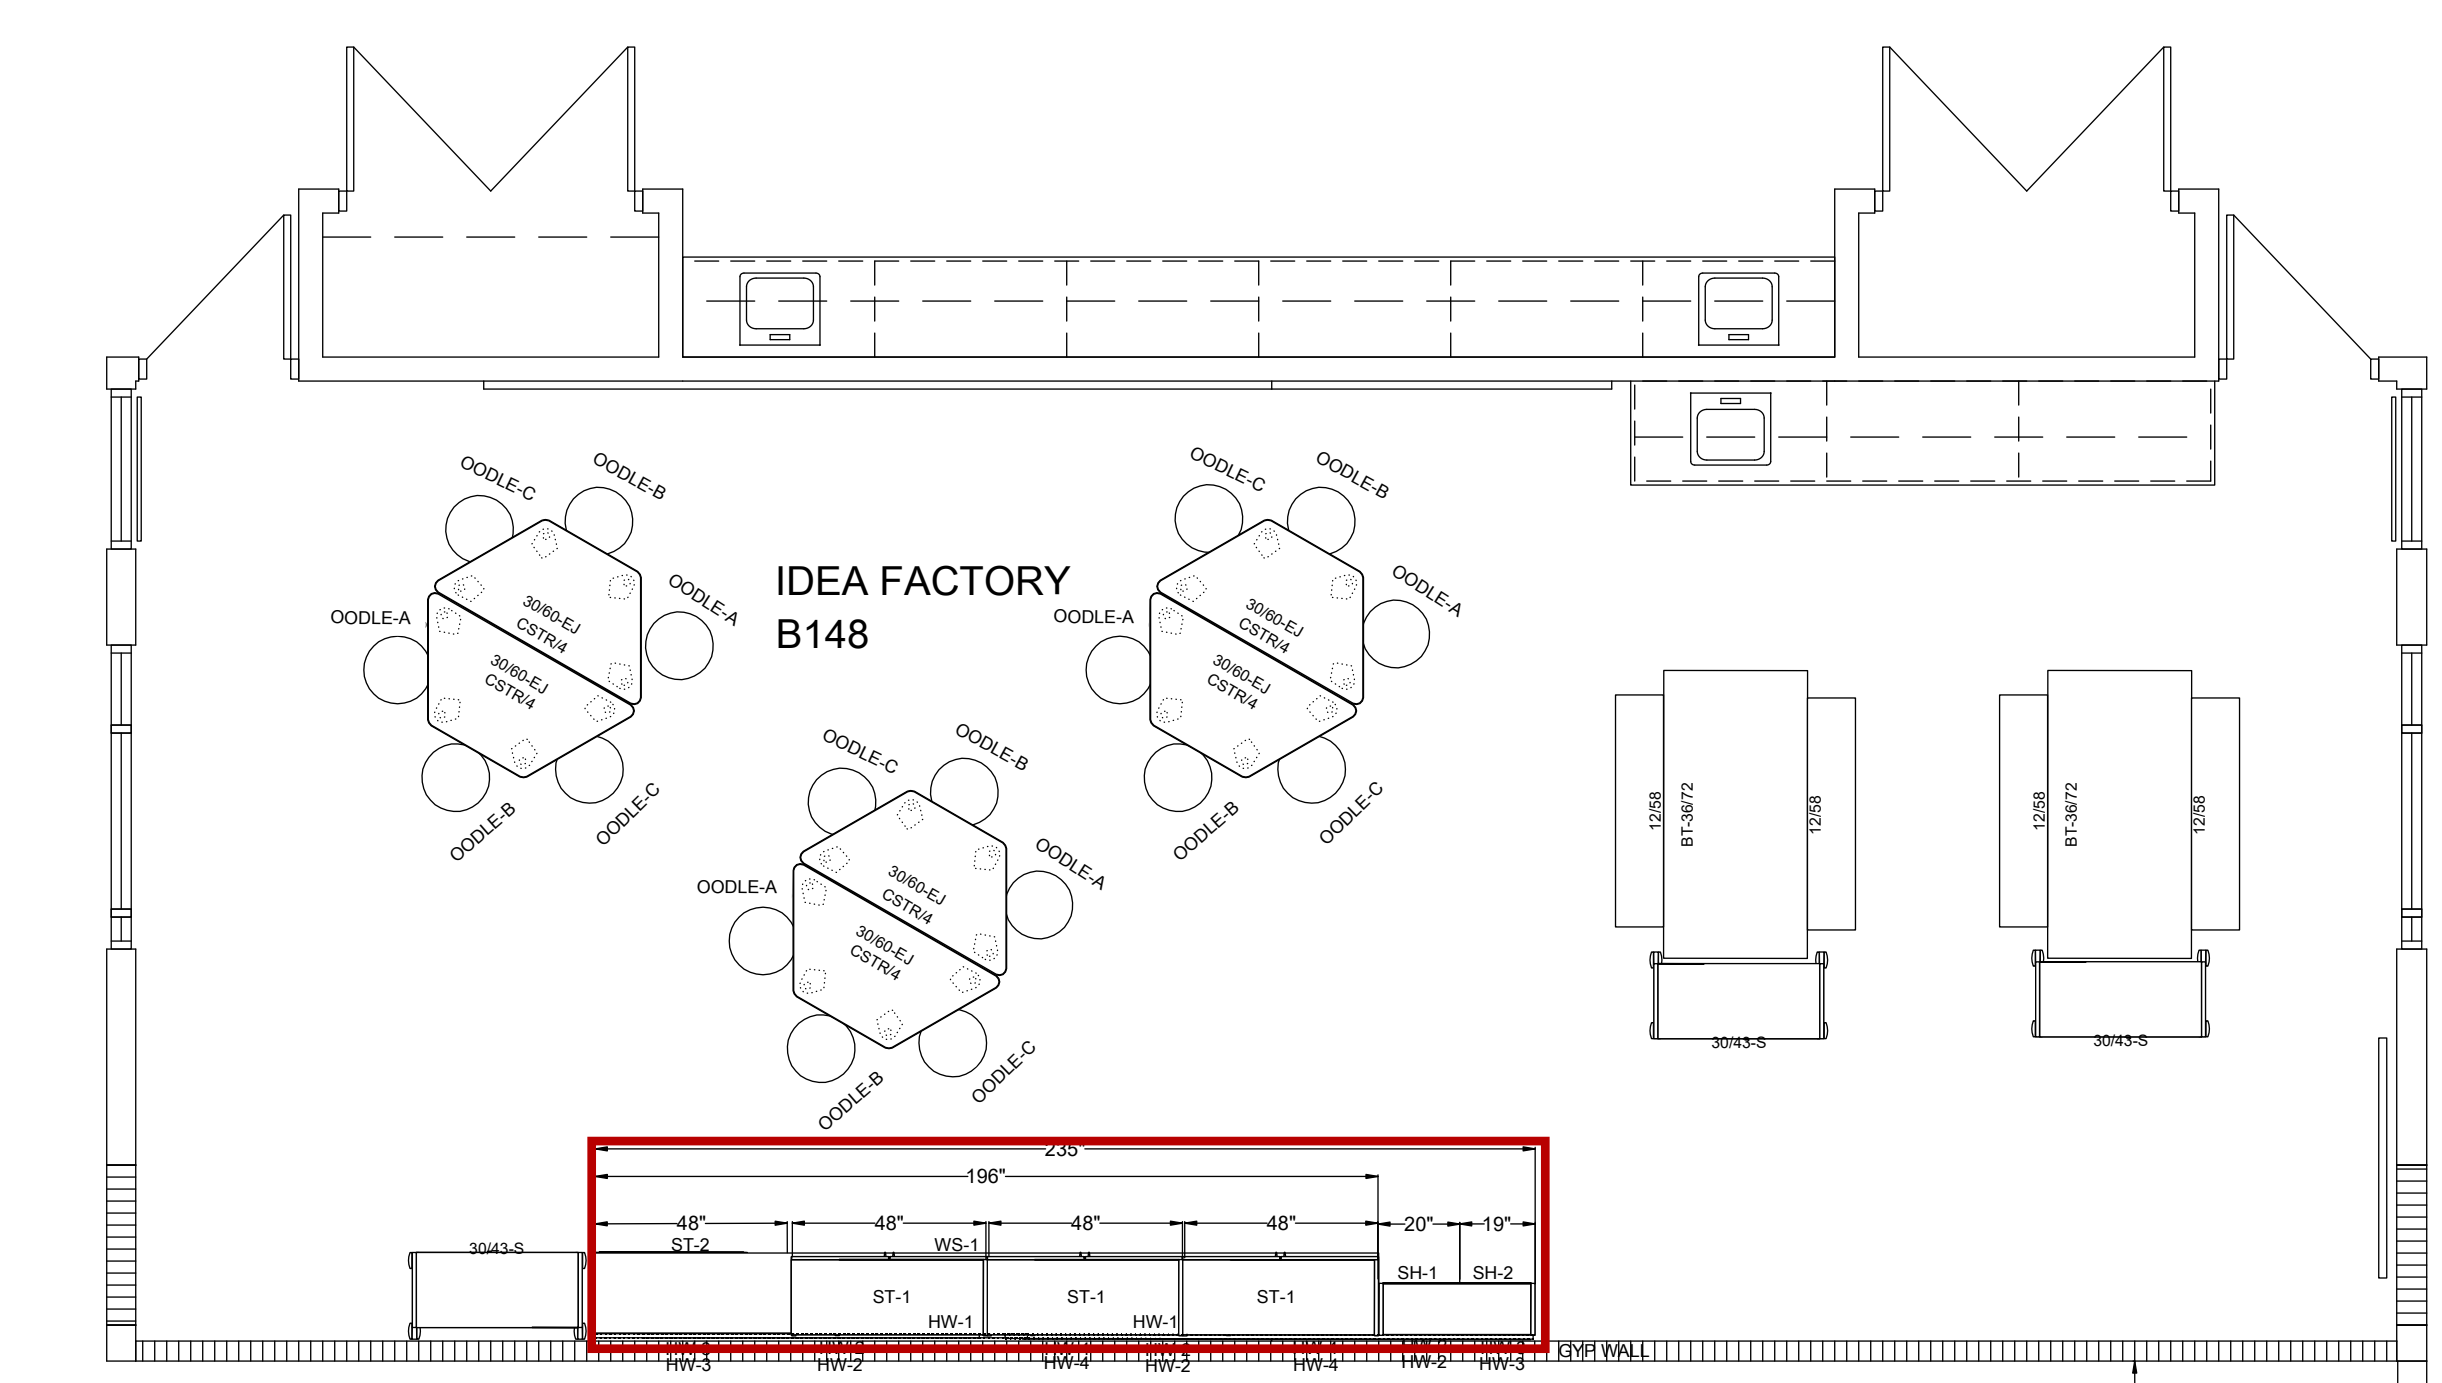 OODLE-C
OODLE-B
OODLE-A
OODLE-A
30/60-EJ
CSTR/4
30/60-EJ
CSTR/4
OODLE-B
OODLE-C
IDEA FACTORY
B148
OODLE-C
OODLE-B
OODLE-A
OODLE-A
30/60-EJ
CSTR/4
30/60-EJ
CSTR/4
OODLE-B
OODLE-C
OODLE-C
OODLE-B
OODLE-A
OODLE-A
30/60-EJ
CSTR/4
30/60-EJ
CSTR/4
OODLE-B
OODLE-C
12/58
BT-36/72
12/58
30/43-S
12/58
BT-36/72
12/58
30/43-S
235"
196"
48"
48"
48"
48"
20"
19"
30/43-S
ST-2
WS-1
SH-1
SH-2
ST-1
ST-1
ST-1
HW-1
HW-1
GYP WALL
HW-3
HW-2
HW-4
HW-2
HW-4
HW-2
HW-3